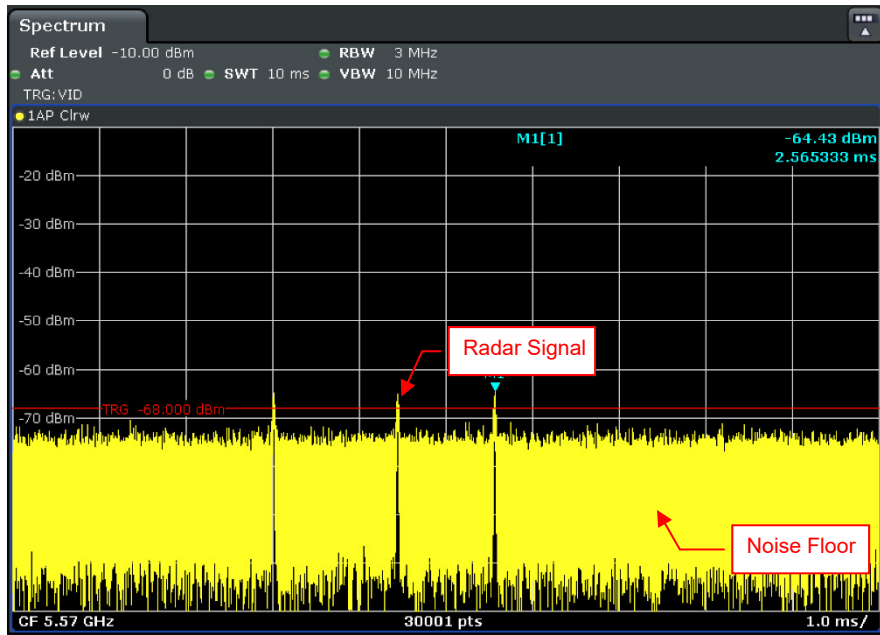 Spectrum
Ref Level -10.00 dBm RBW 3 MHz
Att 0 dB SWT 10 ms VBW 10 MHz
TRG:VID
1AP Clrw
M1[1] -64.43 dBm
2.565333 ms
-20 dBm
-30 dBm
-40 dBm
-50 dBm
Radar Signal
-60 dBm
M1
TRG -68.000 dBm
-70 dBm
Noise Floor
CF 5.57 GHz 30001 pts 1.0 ms/